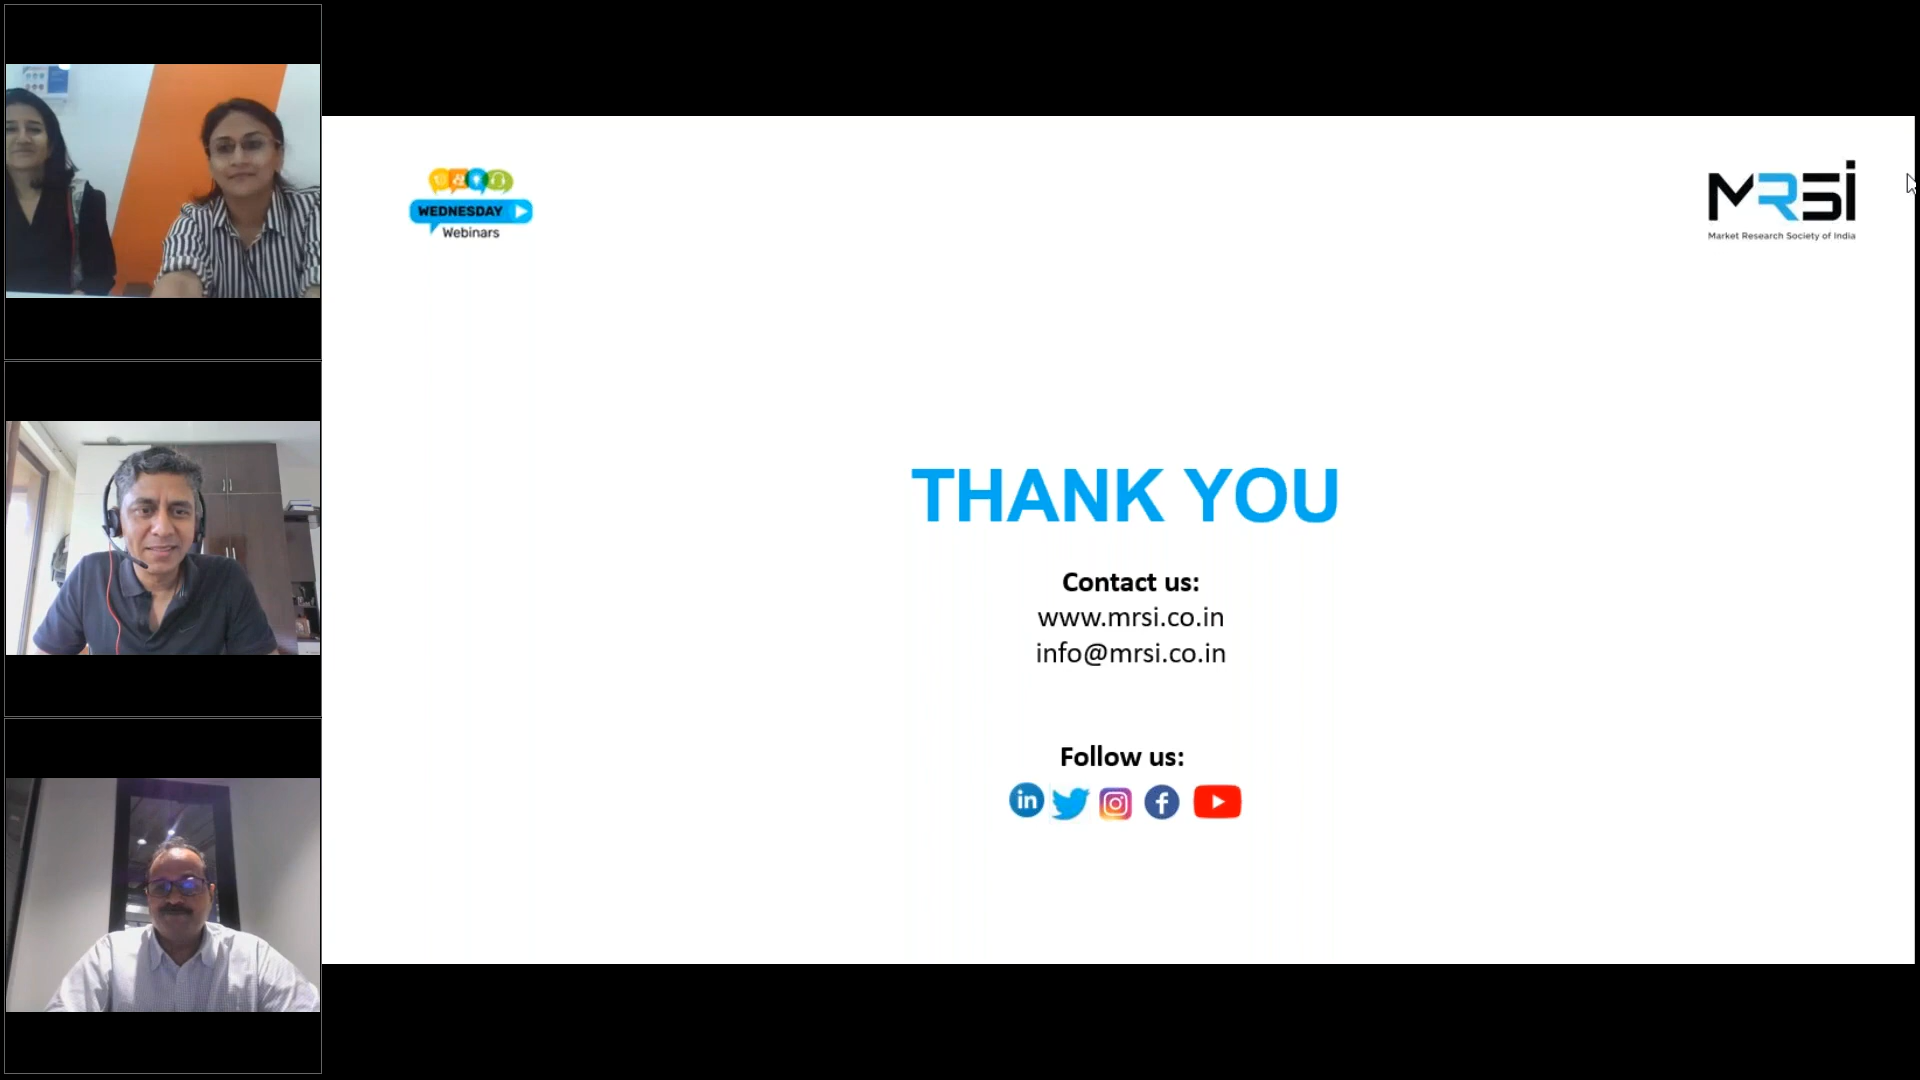 WEDNESDAY
Webinars
MRSI
Market Research Society of India
THANK YOU
Contact us:
www.mrsi.co.in
info@mrsi.co.in
Follow us:
in
f